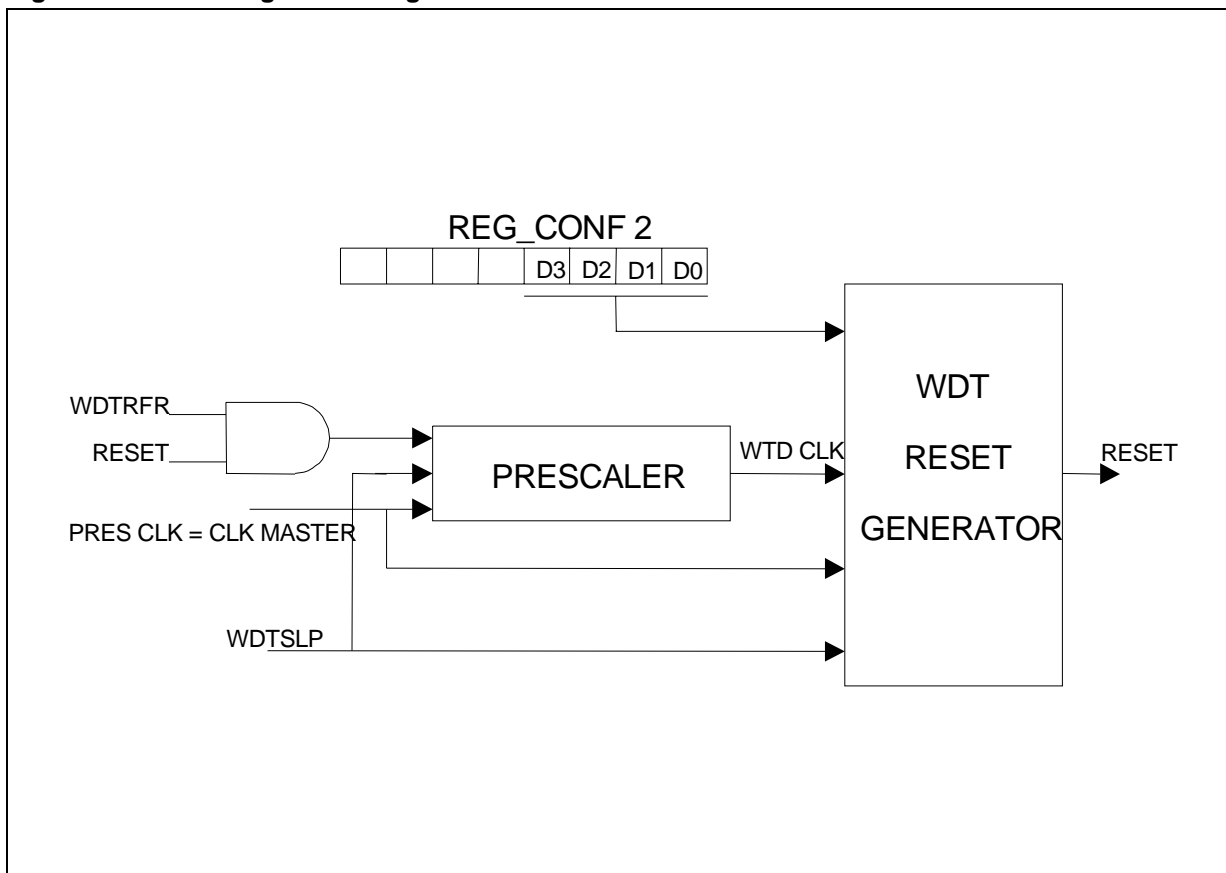 REG_CONF 2
D3 D2 D1 D0
WDTRFR
RESET
PRES CLK = CLK MASTER
WDTSLP
PRESCALER
WTD CLK
WDT
RESET
GENERATOR
RESET